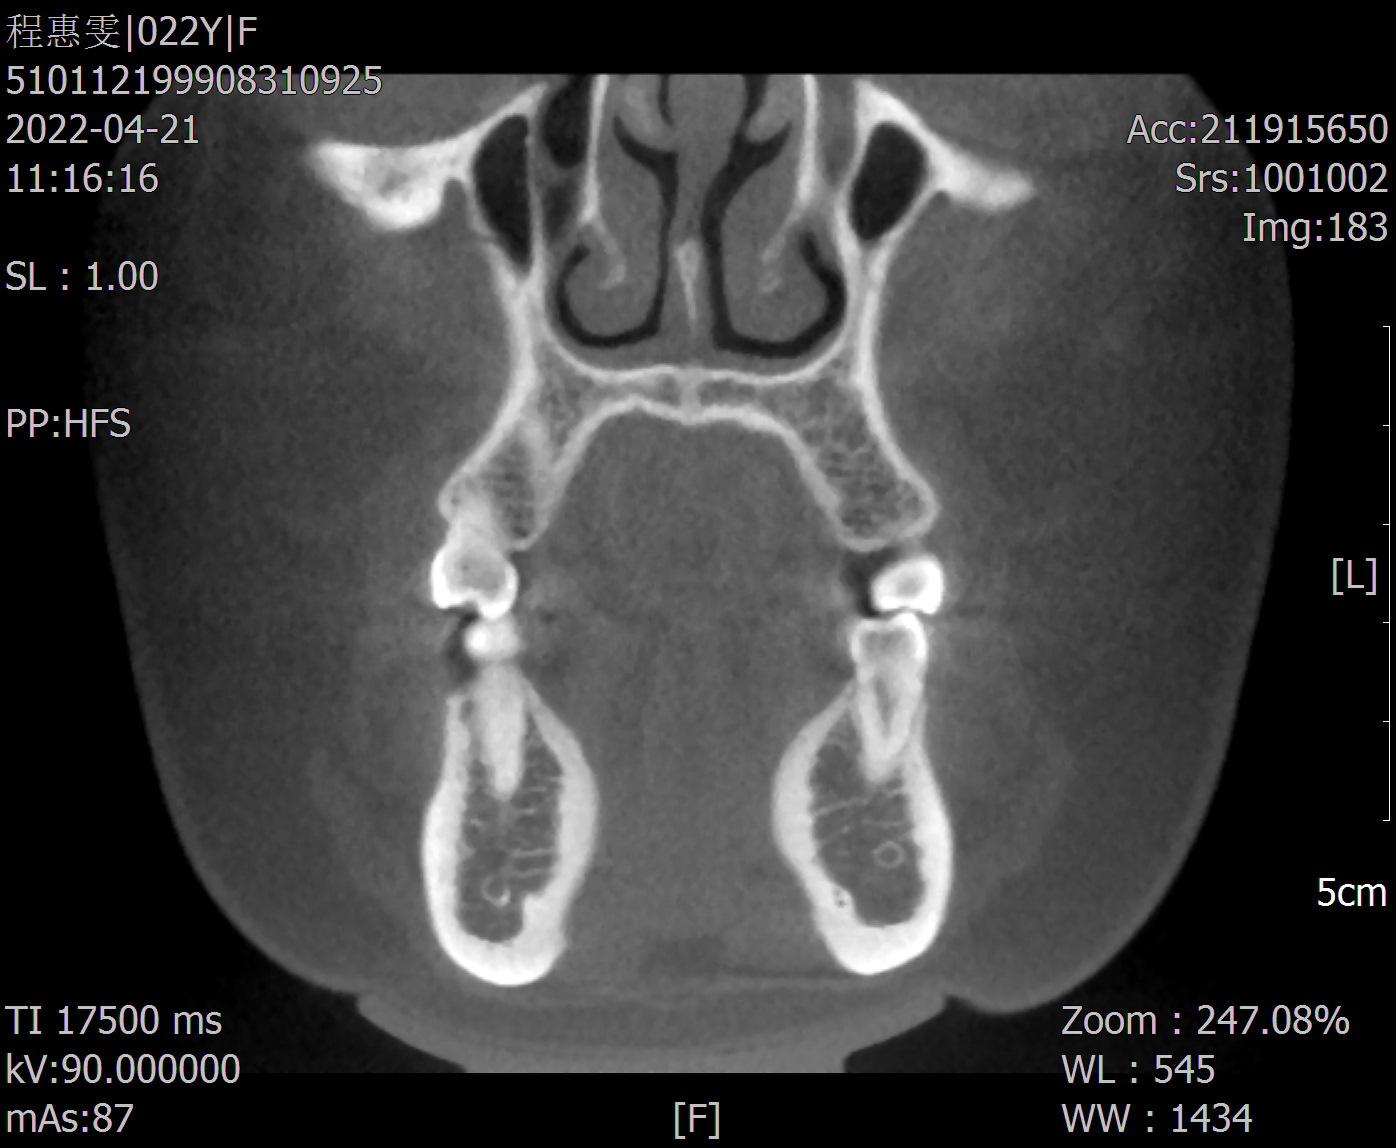 程惠雯|022Y|F
510112199908310925
2022-04-21
11:16:16
SL : 1.00
PP:HFS
Acc:211915650
Srs:1001002
Img:183
[L]
5cm
TI 17500 ms
kV:90.000000
mAs:87
[F]
Zoom : 247.08%
WL : 545
WW : 1434